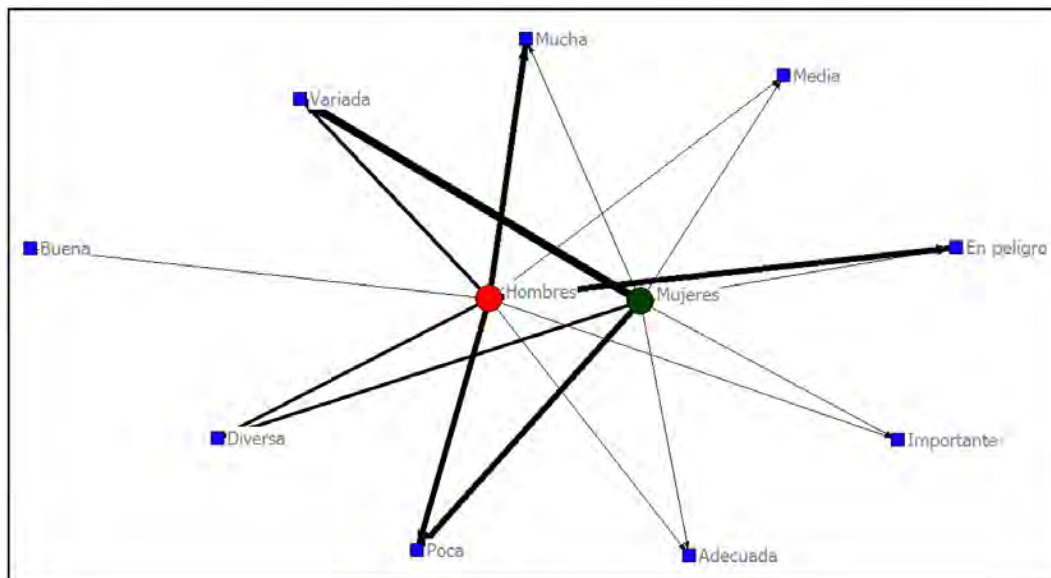 Mucha
Media
Variada
Buena
En peligro
Hombres
Mujeres
Diversa
Importante
Poca
Adecuada